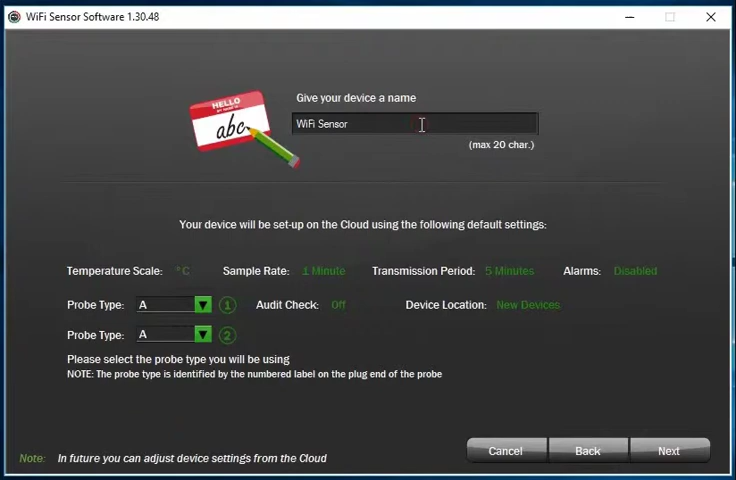 WiFi Sensor Software 1.30.48
HELLO
abc
Give your device a name
WiFi Sensor
(max 20 char.)
Your device will be set-up on the Cloud using the following default settings:
Temperature Scale: °C Sample Rate: 1 Minute Transmission Period: 5 Minutes Alarms: Disabled
Probe Type: A 1 Audit Check: Off Device Location: New Devices
Probe Type: A 2
Please select the probe type you will be using
NOTE: The probe type is identified by the numbered label on the plug end of the probe
Cancel Back Next
Note: In future you can adjust device settings from the Cloud